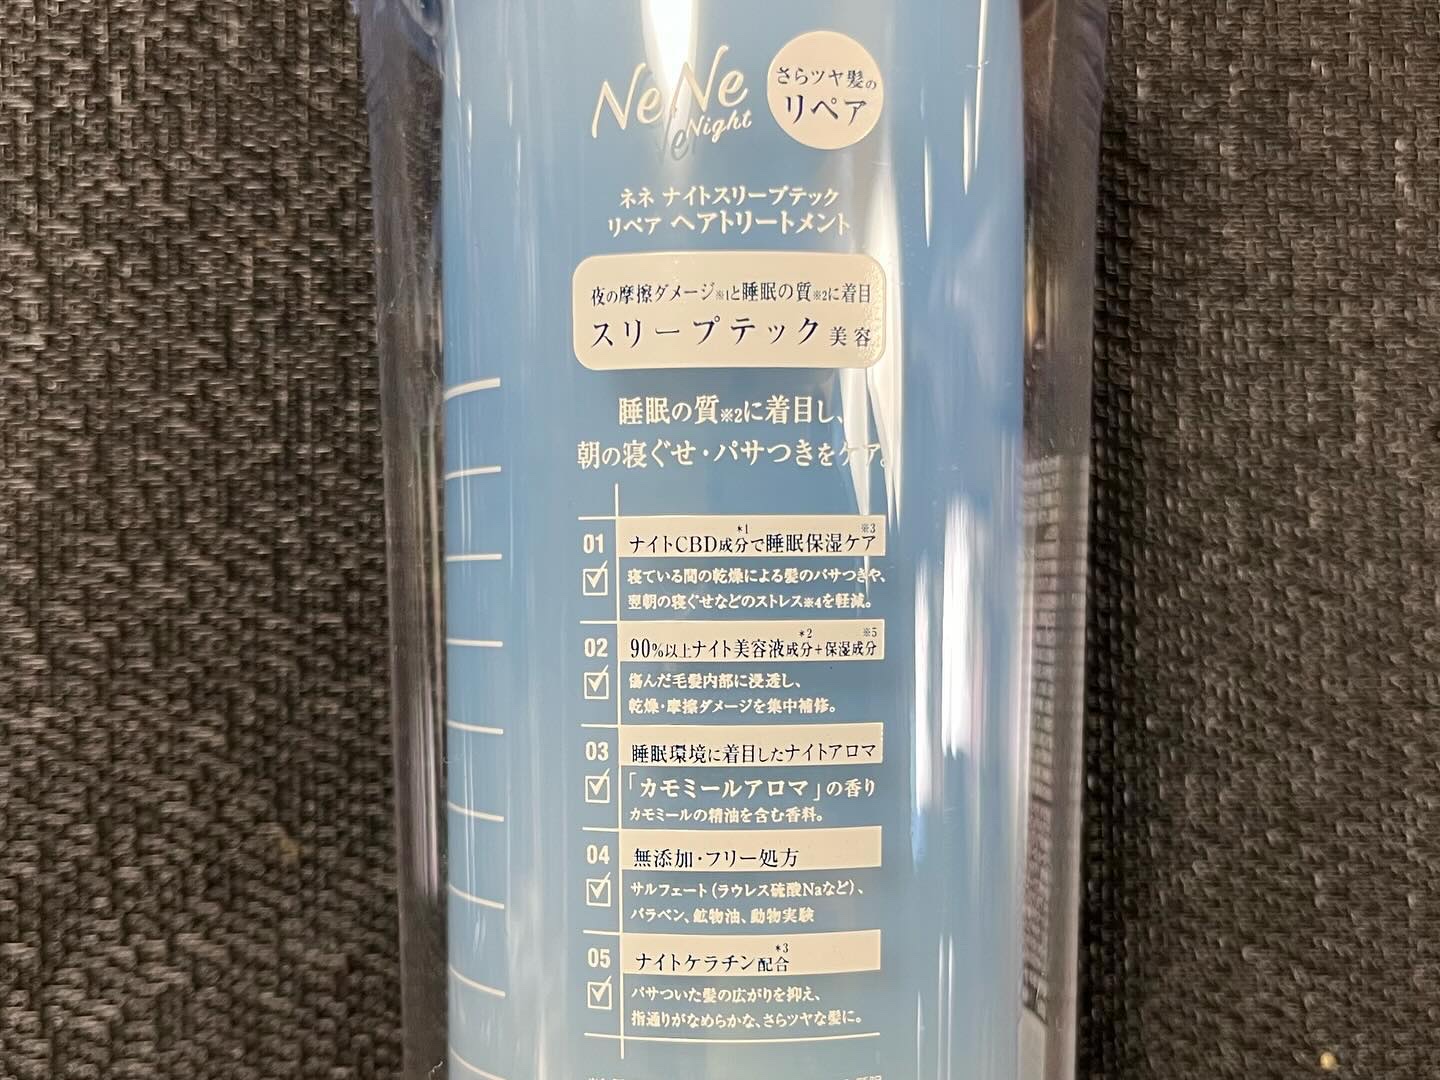 NeNe
Night
さらツヤ髪の
リペア
ネネ ナイトスリープテック
リペア ヘアトリートメント
夜の摩擦ダメージ※1と睡眠の質※2に着目
スリープテック美容
睡眠の質※2に着目し、
朝の寝ぐせ・パサつきをケア。
01 ナイトCBD成分*1で睡眠保湿ケア※3
寝ている間の乾燥による髪のパサつきや、
翌朝の寝ぐせなどのストレス※4を軽減。
02 90%以上ナイト美容液成分*2+保湿成分※5
傷んだ毛髪内部に浸透し、
乾燥・摩擦ダメージを集中補修。
03 睡眠環境に着目したナイトアロマ
「カモミールアロマ」の香り
カモミールの精油を含む香料。
04 無添加・フリー処方
サルフェート(ラウレス硫酸Naなど)、
パラベン、鉱物油、動物実験
05 ナイトケラチン配合*3
パサついた髪の広がりを抑え、
指通りがなめらかな、さらツヤな髪に。